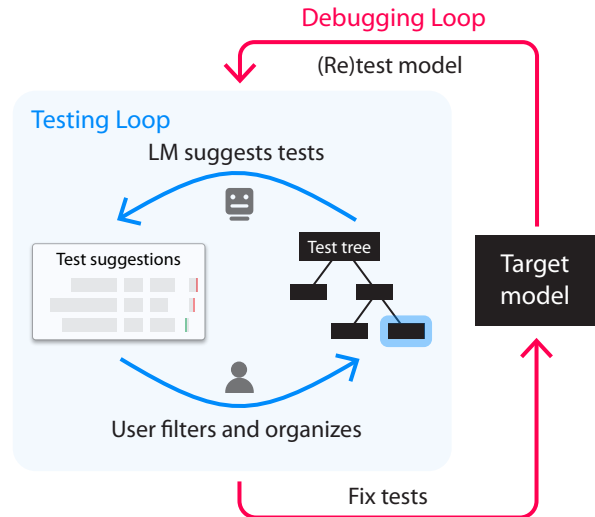 Debugging Loop
(Re)test model
Testing Loop
LM suggests tests
Test suggestions
Test tree
Target
model
User filters and organizes
Fix tests